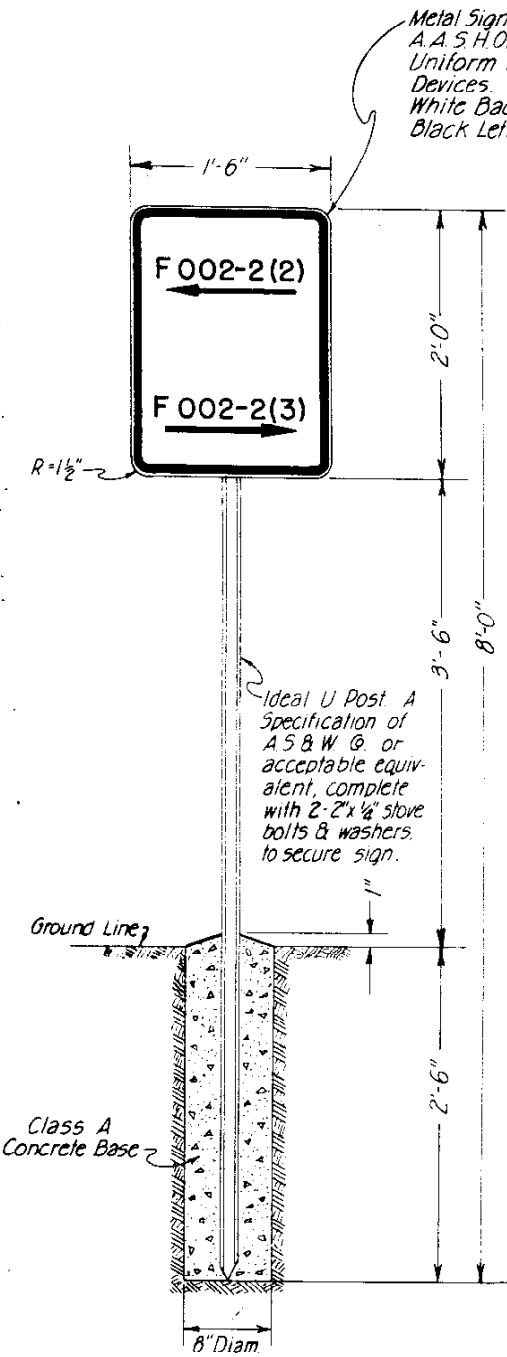 Metal Sign
A.A.S.H.O.
Uniform
Devices.
White
Black
1'-6"
F 002-2(2)
F 002-2(3)
2'-0"
R=1½"
3'-6"
8'-0"
Ideal U Post. A
Specification of
A.S & W. Co. or
acceptable equiv-
alent, complete
with 2-2"x ¼" stove
bolts & washers,
to secure sign.
1"
Ground Line
2'-6"
Class A
Concrete Base
8" Diam.